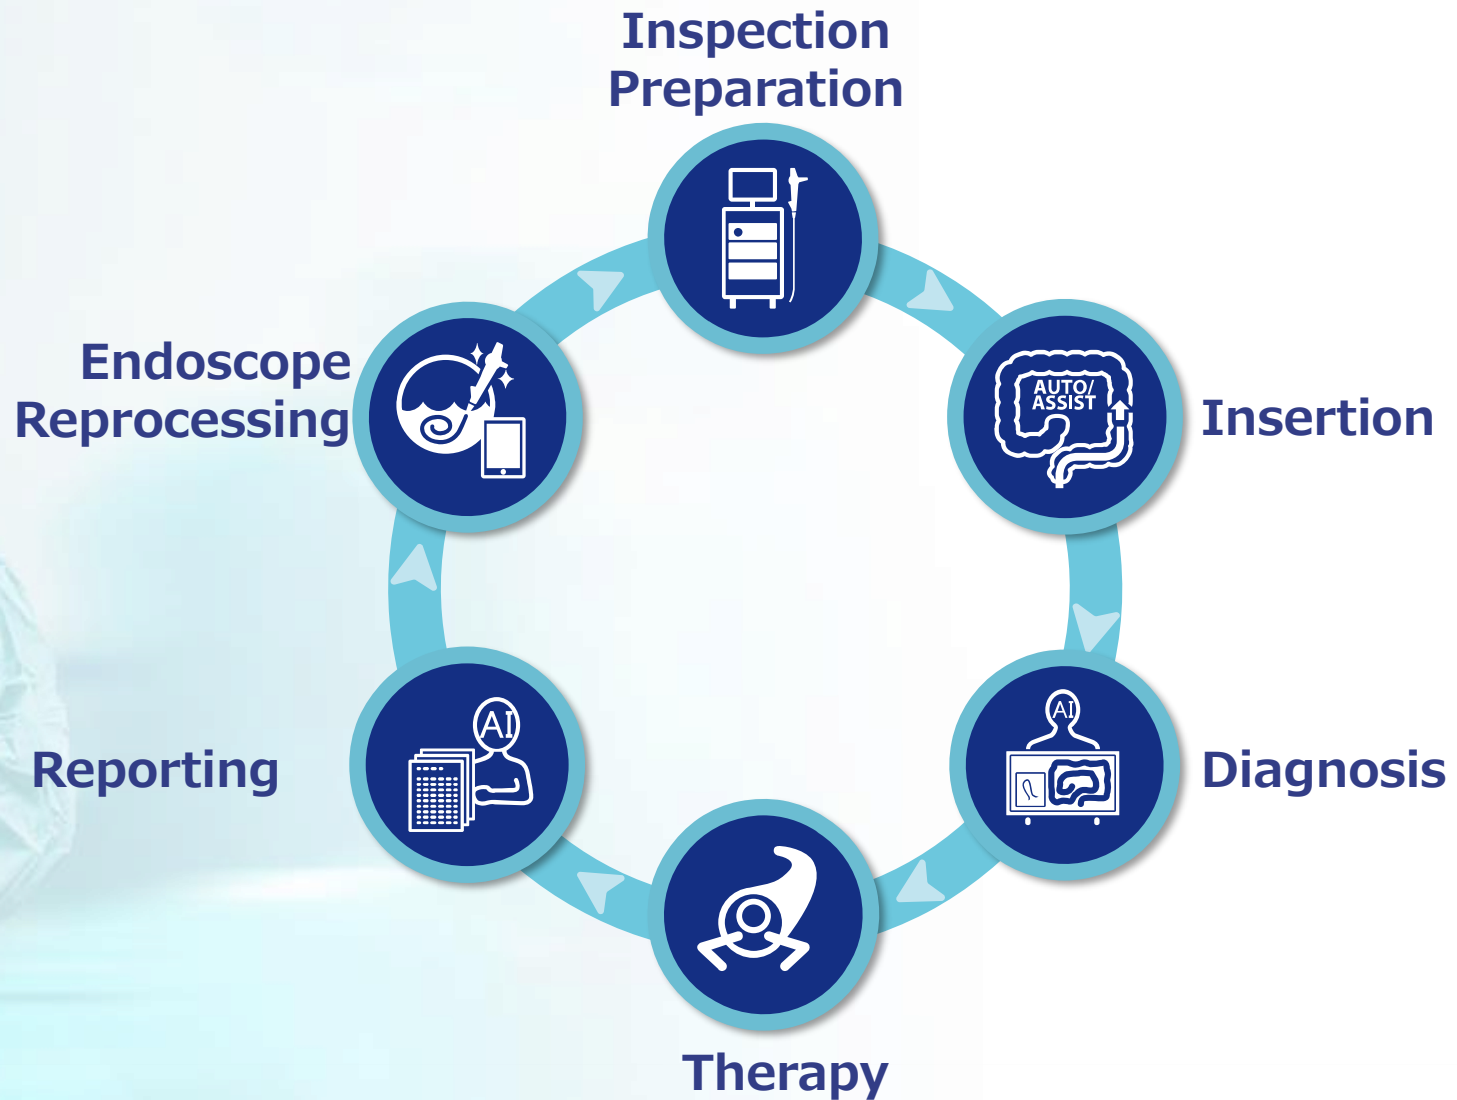 Inspection
Preparation
AUTO/
ASSIST
Insertion
AI
Diagnosis
Therapy
AI
Reporting
Endoscope
Reprocessing